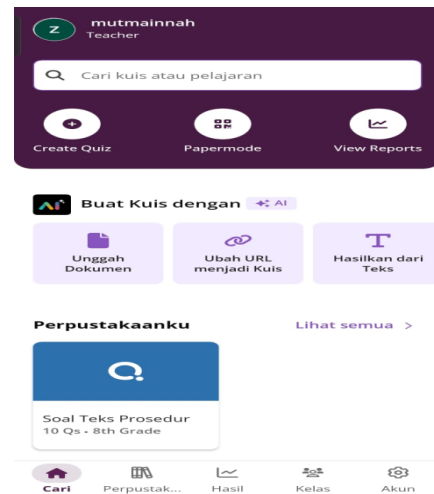 z
mutmainnah
Teacher
Cari kuis atau pelajaran
Create Quiz
Papermode
View Reports
Ai
Buat Kuis dengan AI
Unggah
Dokumen
Ubah URL
menjadi Kuis
Hasilkan dari
Teks
Perpustakaanku
Lihat semua >
Soal Teks Prosedur
10 Qs - 8th Grade
Cari
Perpustak...
Hasil
Kelas
Akun